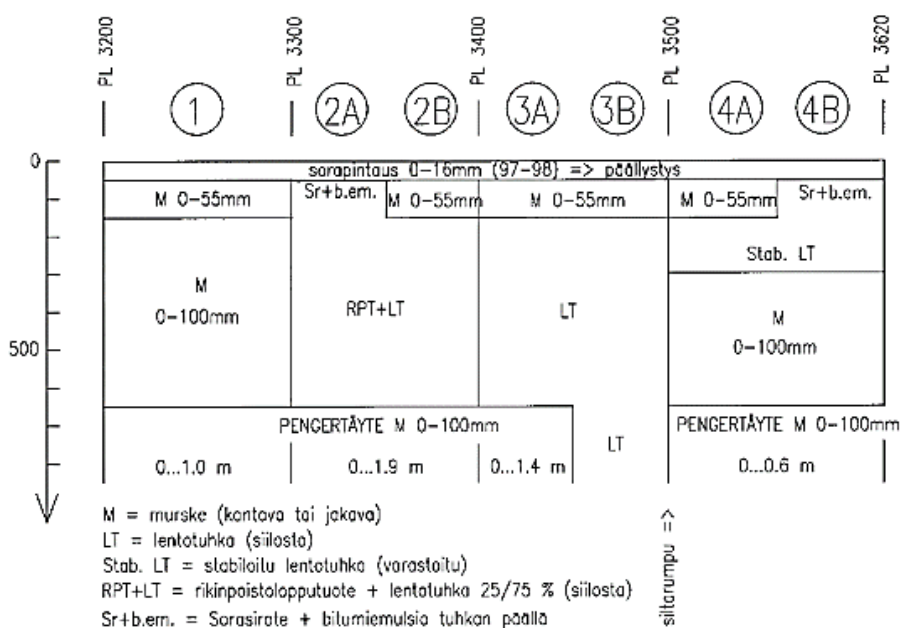 PL 3200 PL 3300 PL 3400 PL 3500 PL 3620
1 2A 2B 3A 3B 4A 4B
0
sorapintaus 0-16mm (97-98) => päällystys
M 0-55mm Sr+b.em. M 0-55mm M 0-55mm M 0-55mm Sr+b.em.
Stab. LT
M RPT+LT LT M
0-100mm 0-100mm
500
PENGERTÄYTE M 0-100mm PENGERTÄYTE M 0-100mm
LT
0...1.0 m 0...1.9 m 0...1.4 m 0...0.6 m
M = murske (kantava tai jakava)
LT = lentotuhka (siilosta)
Stab. LT = stabiloitu lentotuhka (varastoitu)
RPT+LT = rikinpoistolopputuote + lentotuhka 25/75 % (siilosta)
Sr+b.em. = Sorasirote + bitumiemulsio tuhkan päällä
siltarumpu =>